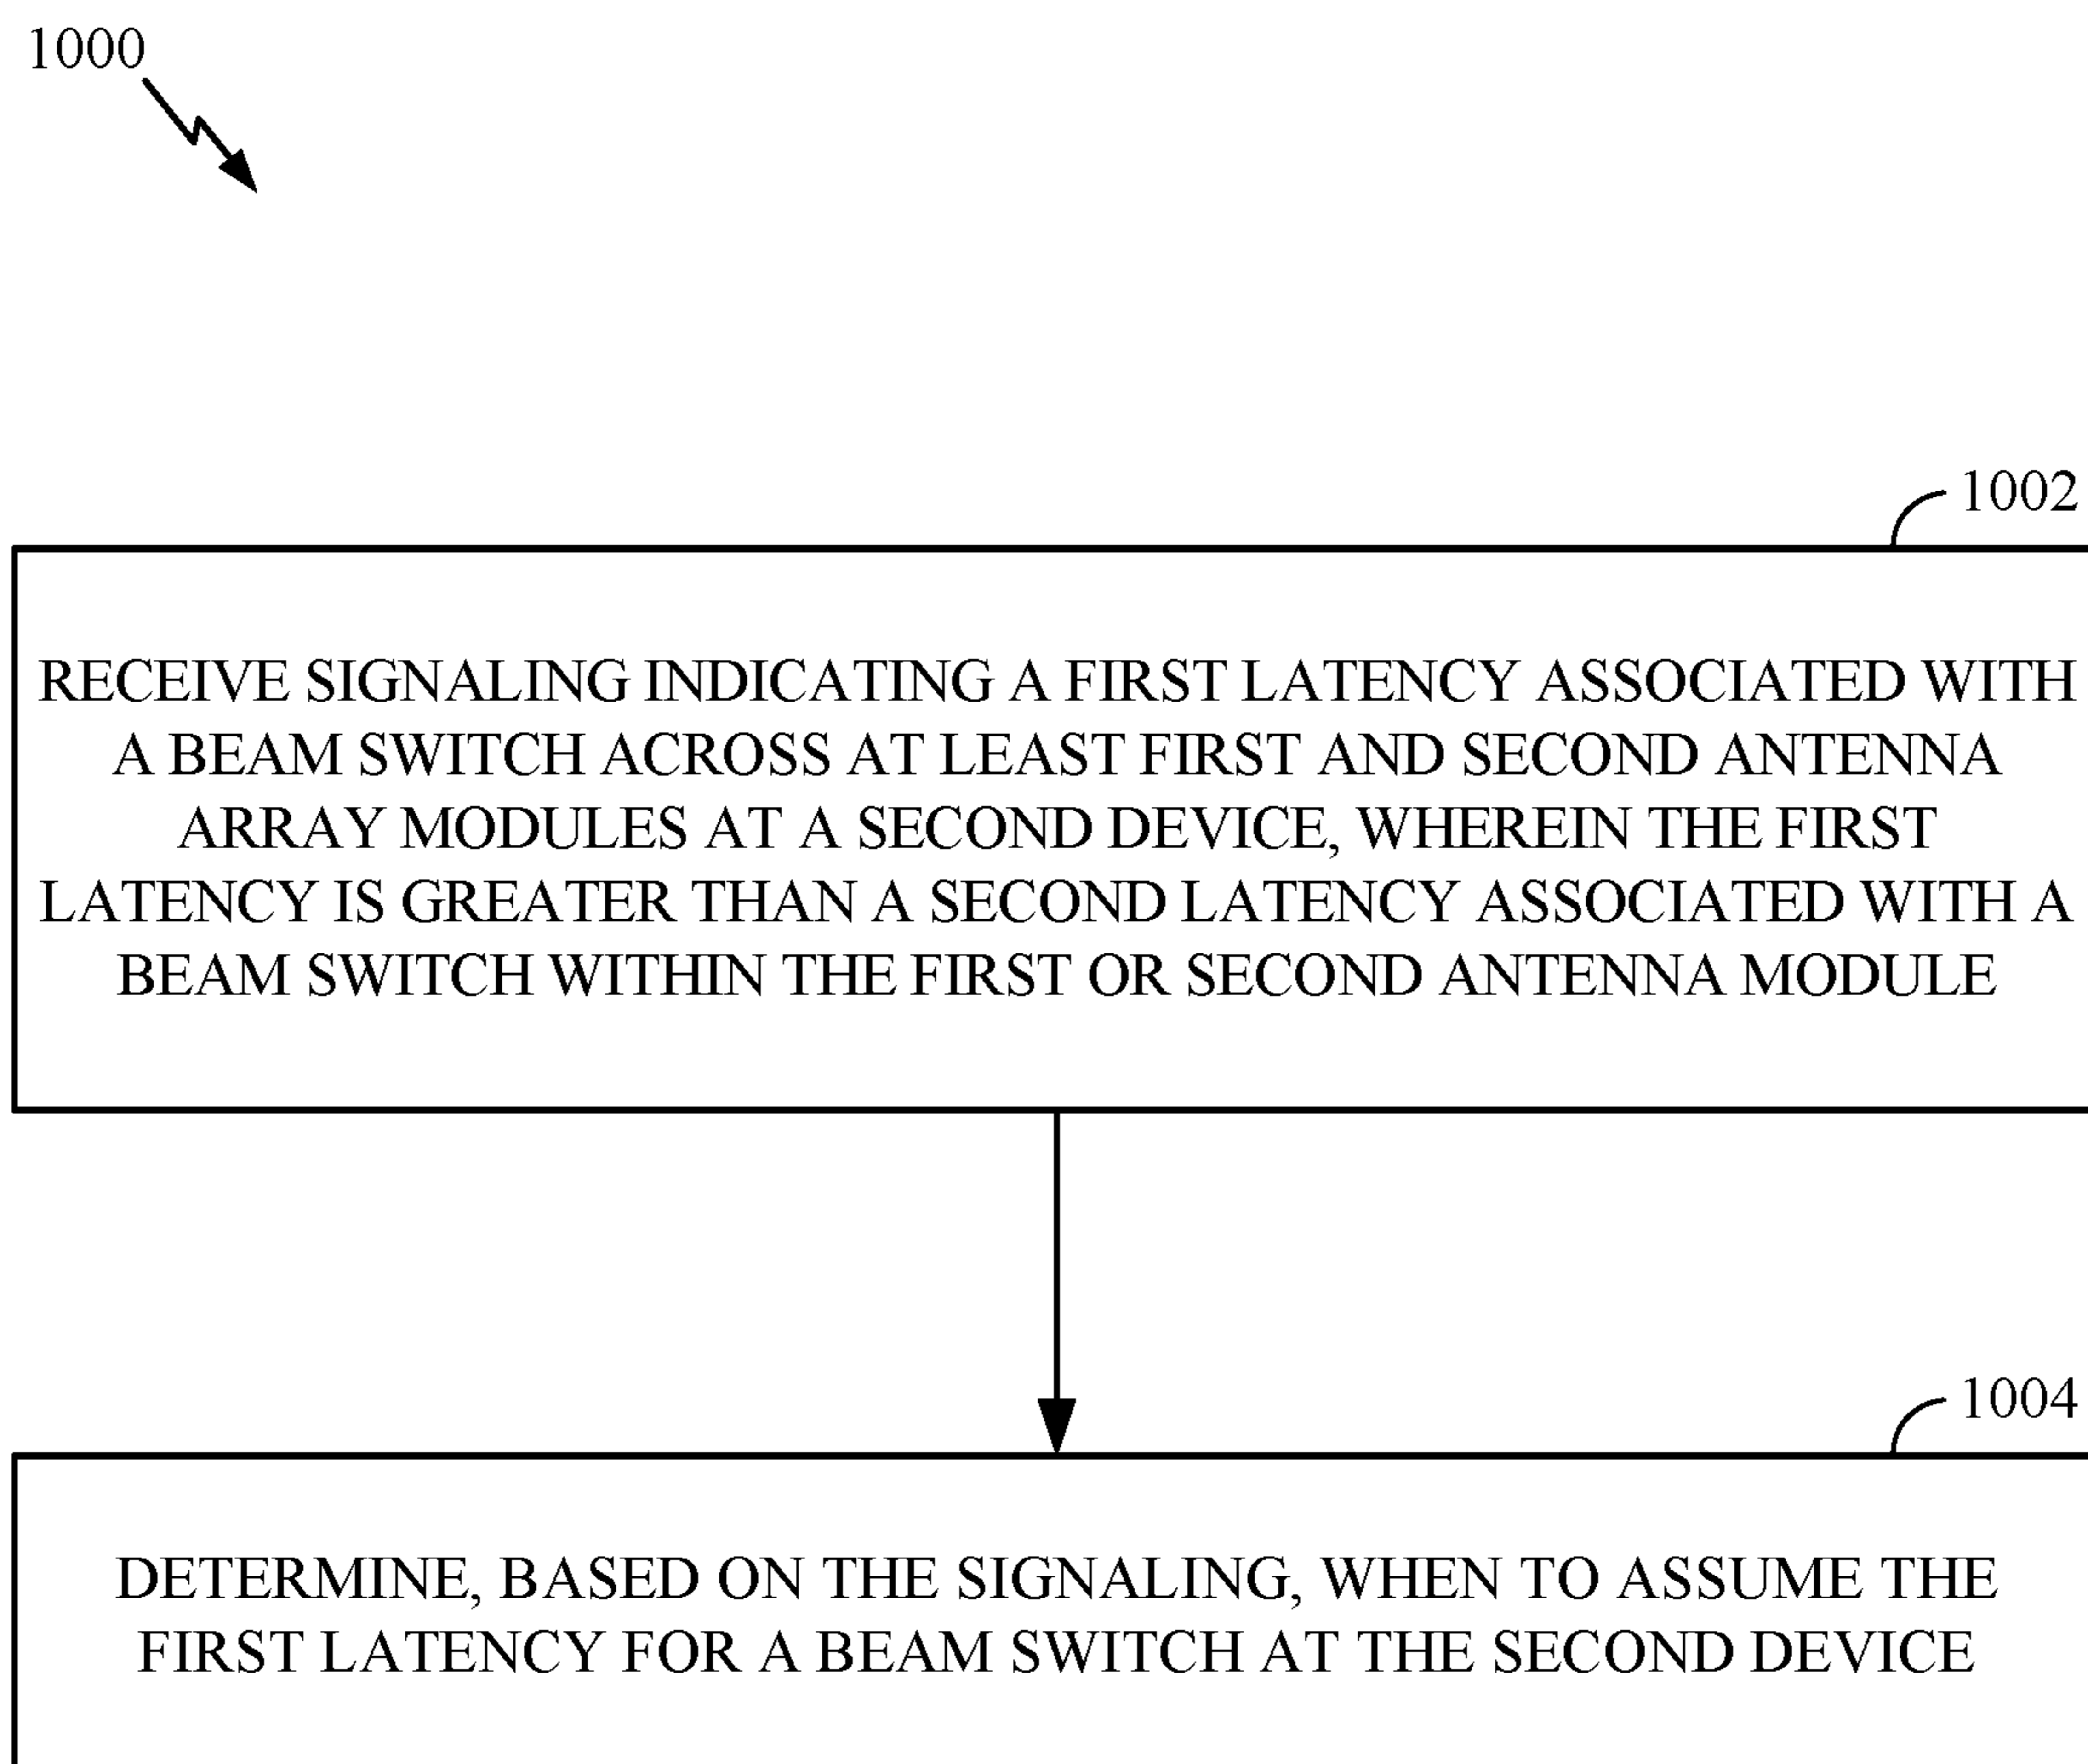 1000
1002
RECEIVE SIGNALING INDICATING A FIRST LATENCY ASSOCIATED WITH
A BEAM SWITCH ACROSS AT LEAST FIRST AND SECOND ANTENNA
ARRAY MODULES AT A SECOND DEVICE, WHEREIN THE FIRST
LATENCY IS GREATER THAN A SECOND LATENCY ASSOCIATED WITH A
BEAM SWITCH WITHIN THE FIRST OR SECOND ANTENNA MODULE
1004
DETERMINE, BASED ON THE SIGNALING, WHEN TO ASSUME THE
FIRST LATENCY FOR A BEAM SWITCH AT THE SECOND DEVICE